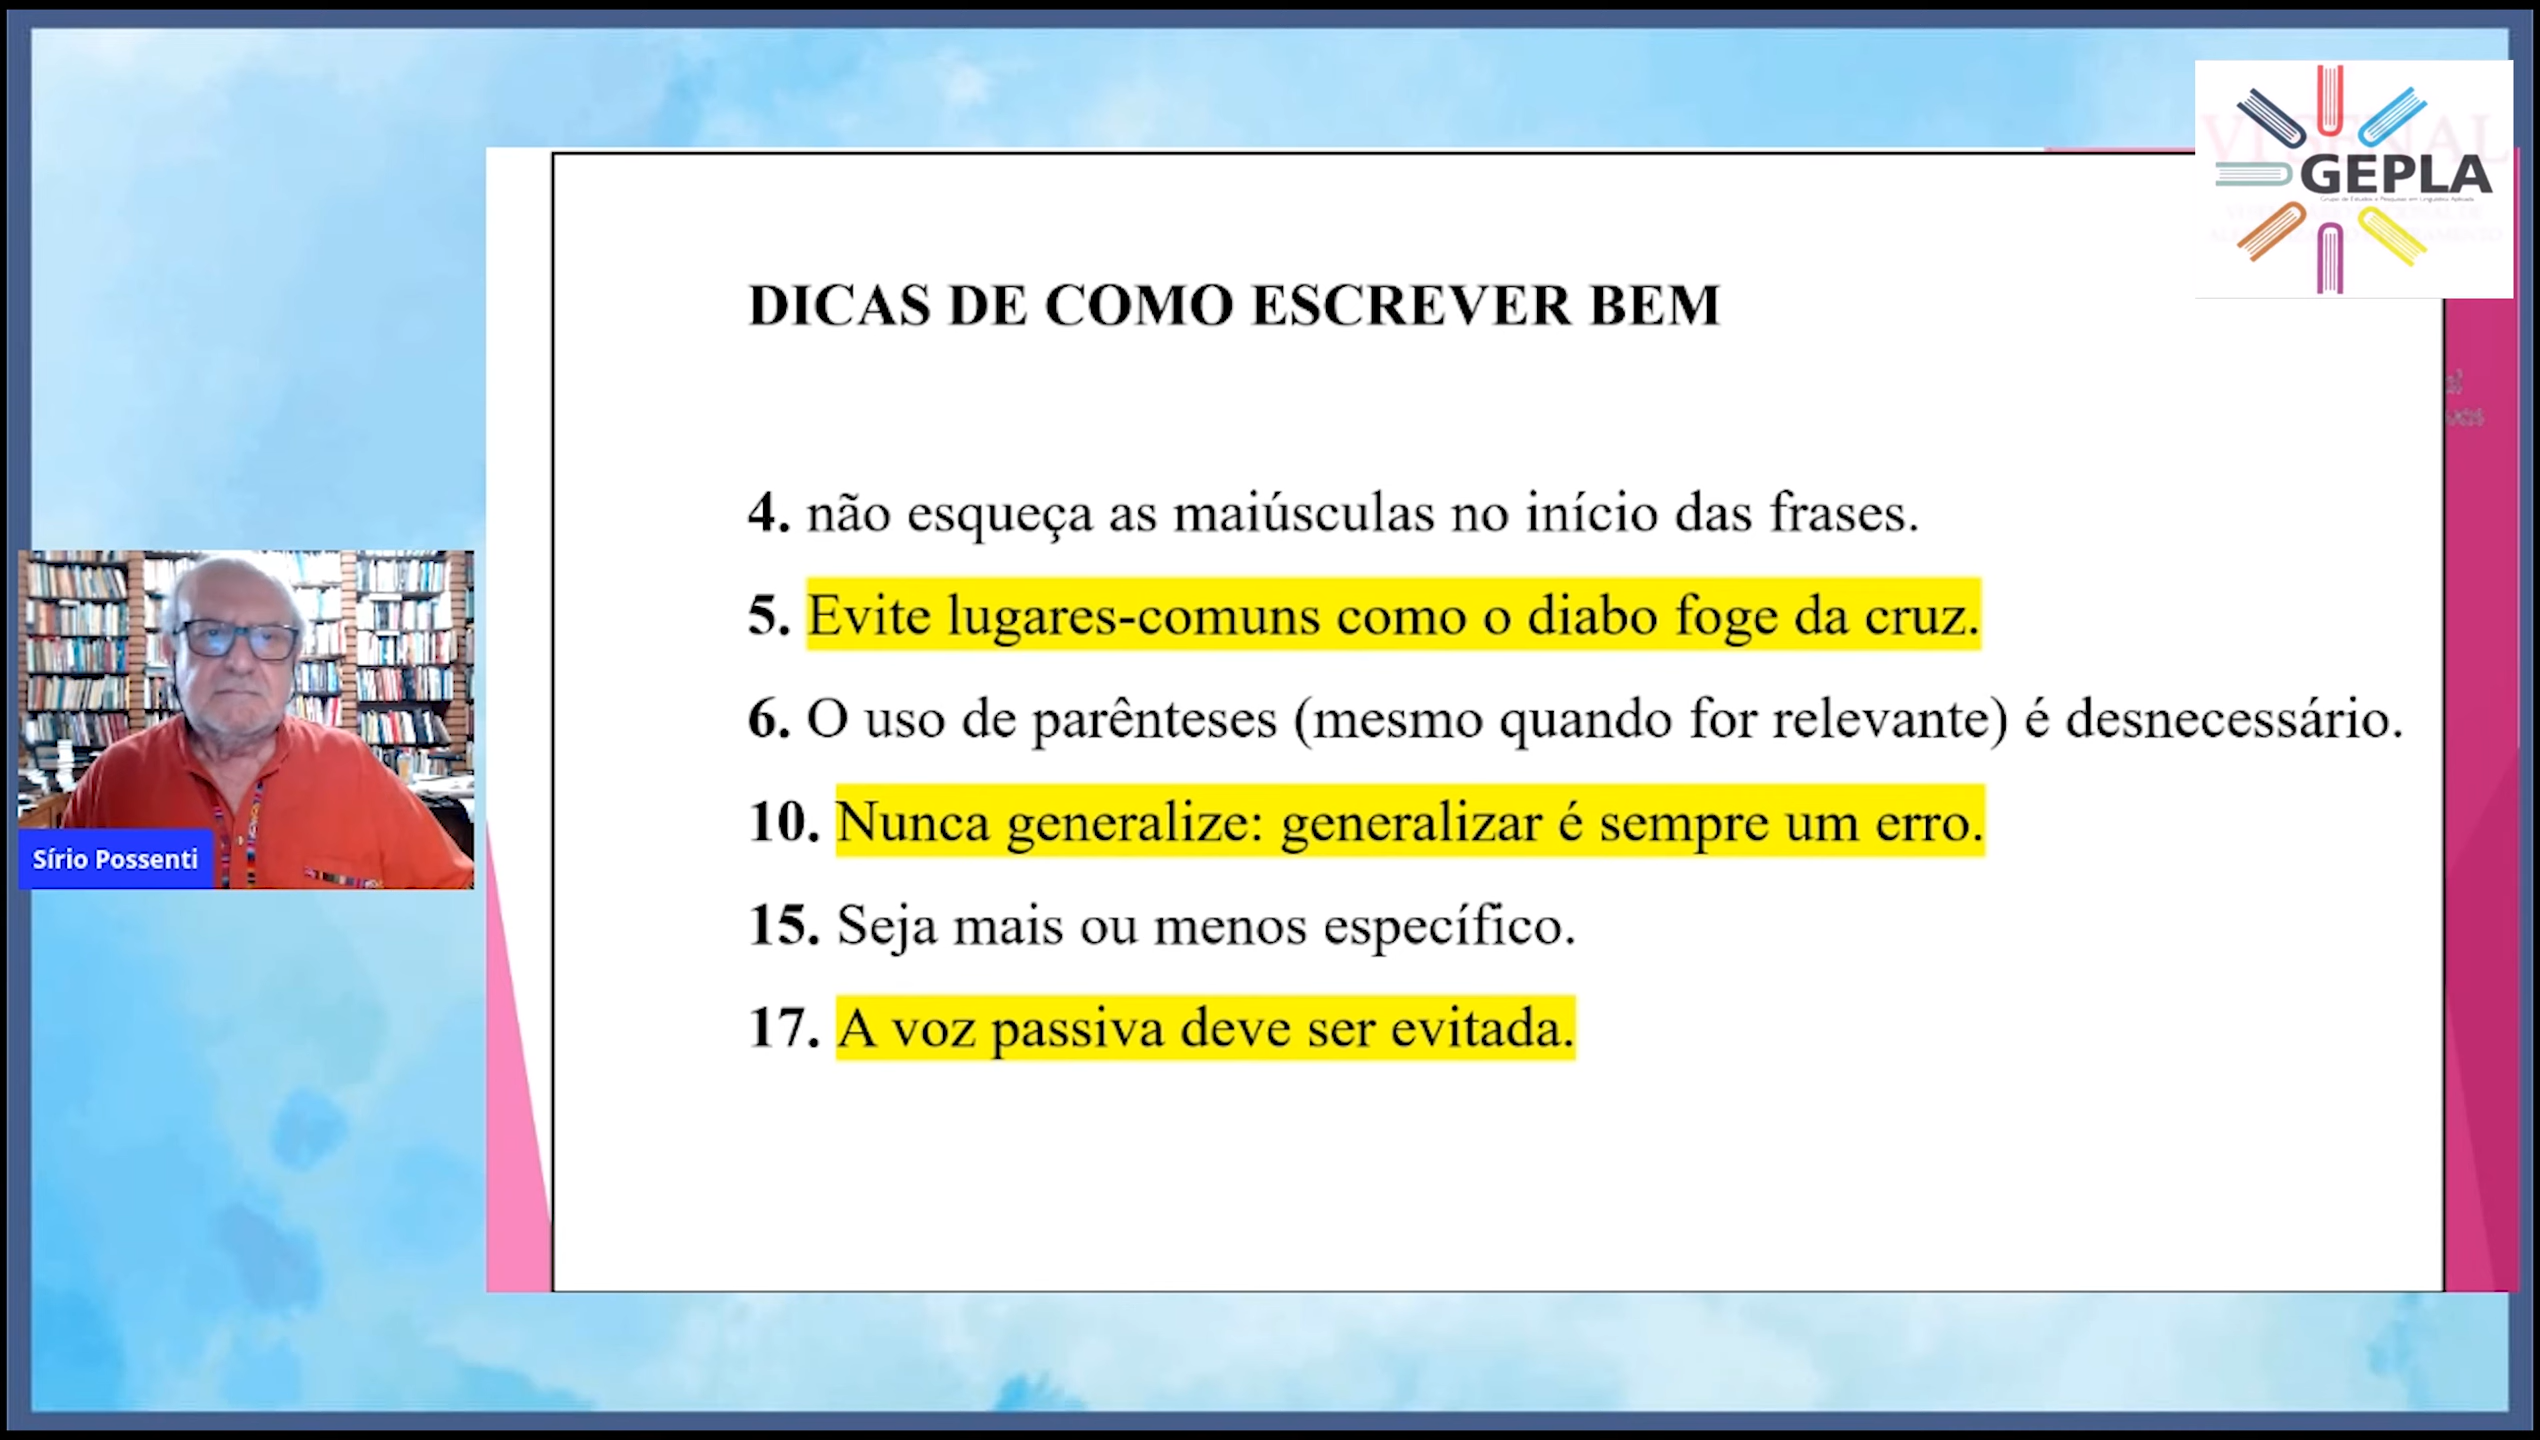 GEPLA
DICAS DE COMO ESCREVER BEM
4. não esqueça as maiúsculas no início das frases.
5. Evite lugares-comuns como o diabo foge da cruz.
6. O uso de parênteses (mesmo quando for relevante) é desnecessário.
10. Nunca generalize: generalizar é sempre um erro.
15. Seja mais ou menos específico.
17. A voz passiva deve ser evitada.
Sírio Possenti